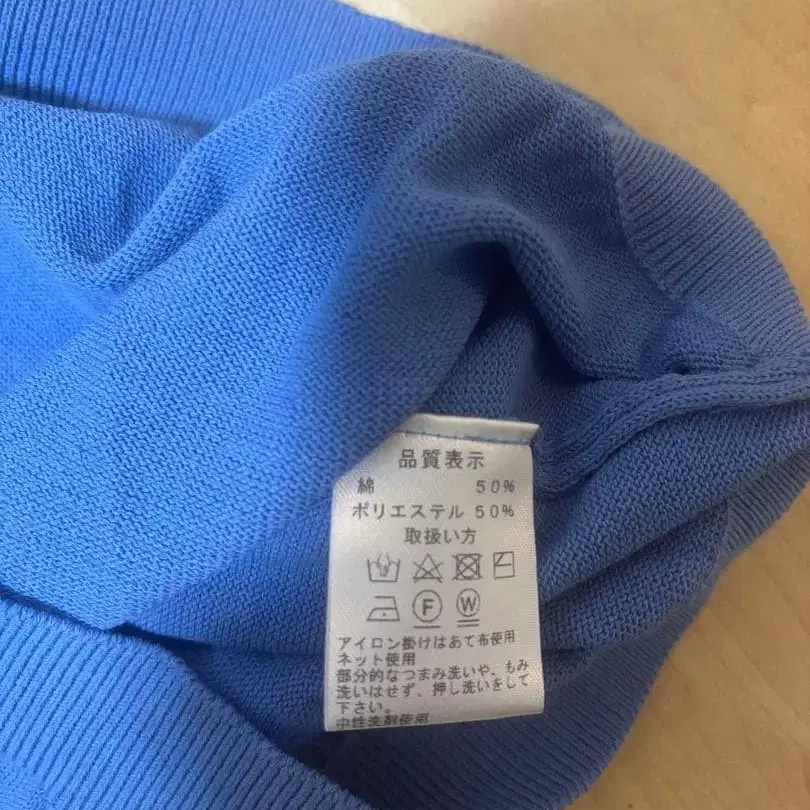 品質表示
綿 50%
ポリエステル 50%
取扱い方
F W
アイロン掛けはあて布使用
ネット使用
部分的なつまみ洗いや、もみ
洗いはせず、押し洗いをして
下さい。
中性洗剤使用